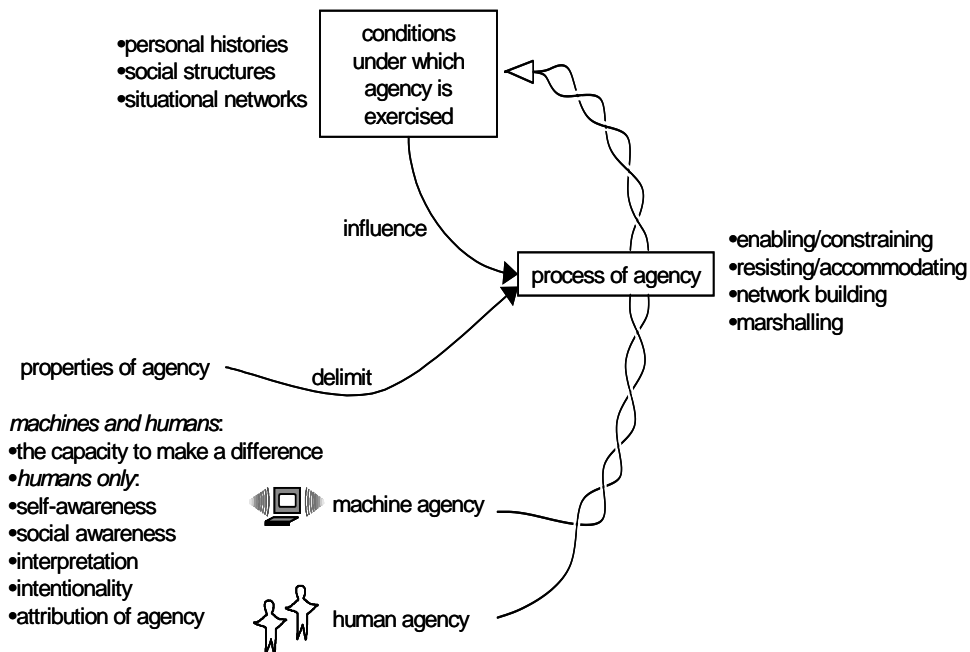 •personal histories
•social structures
•situational networks
conditions
under which
agency is
exercised
influence
process of agency
•enabling/constraining
•resisting/accommodating
•network building
•marshalling
properties of agency
delimit
machines and humans:
•the capacity to make a difference
•humans only:
•self-awareness
•social awareness
•interpretation
•intentionality
•attribution of agency
machine agency
human agency